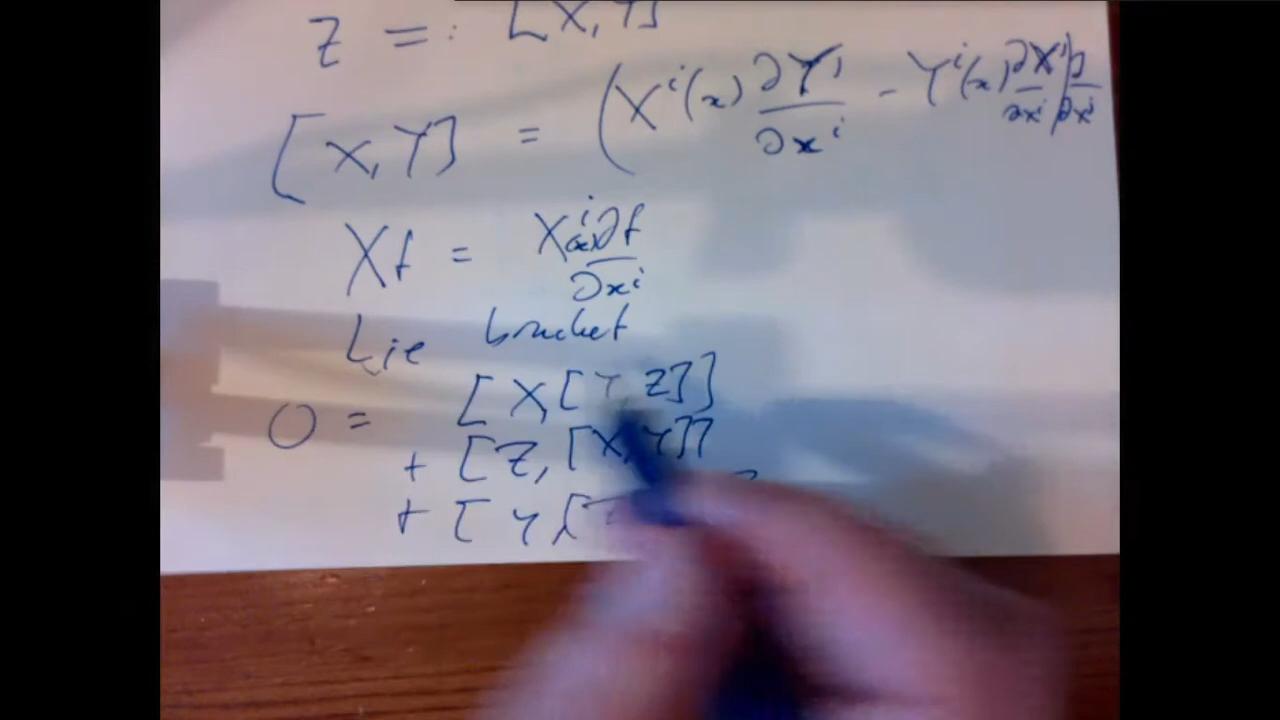 Z =: [X,Y]
[X,Y] = (X^i(x) ∂Y^j/∂x^i - Y^i(x) ∂X^j/∂x^i) ∂/∂x^j
Xf = X^i(x) ∂f/∂x^i
Lie bracket
0 = [X,[Y Z]]
+ [Z, [X,Y]]
+ [Y,[Z